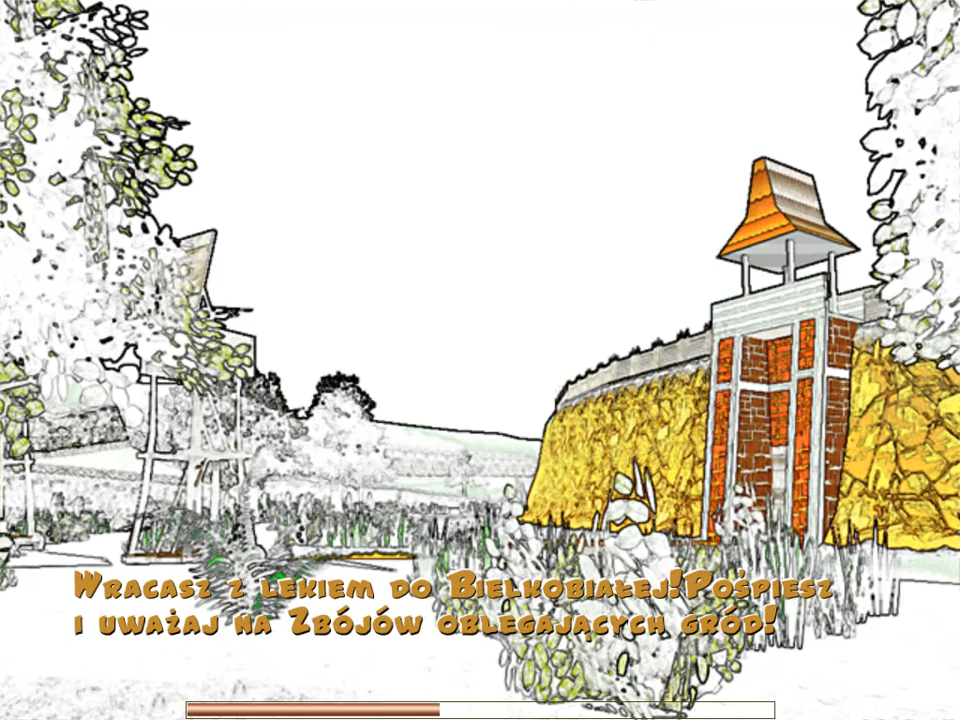 Wracasz z lekiem do Bielkobiałej!Pośpiesz
i uważaj na Zbójów oblegających gród!